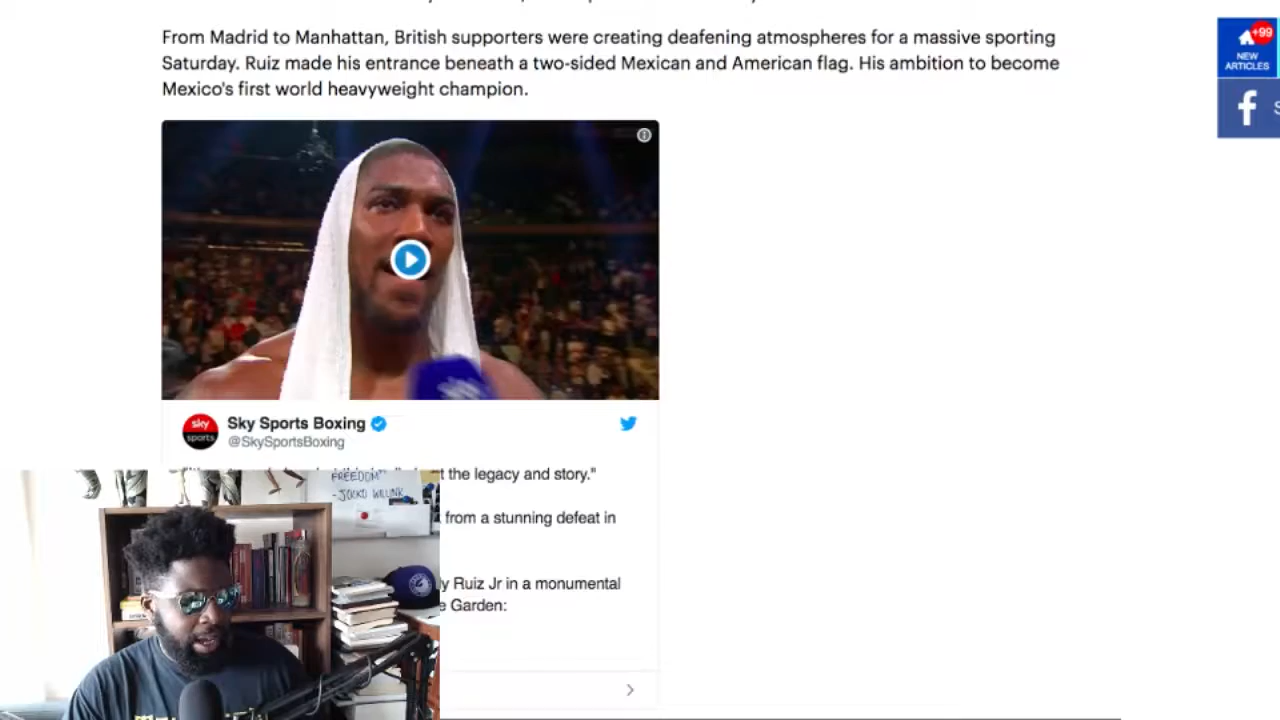 From Madrid to Manhattan, British supporters were creating deafening atmospheres for a massive sporting
Saturday. Ruiz made his entrance beneath a two-sided Mexican and American flag. His ambition to become
Mexico's first world heavyweight champion.
+99
NEW
ARTICLES
f S
sky
sports
Sky Sports Boxing
@SkySportsBoxing
the legacy and story."
from a stunning defeat in
y Ruiz Jr in a monumental
e Garden:
FREEDOM"
- JOCKO WILLINK